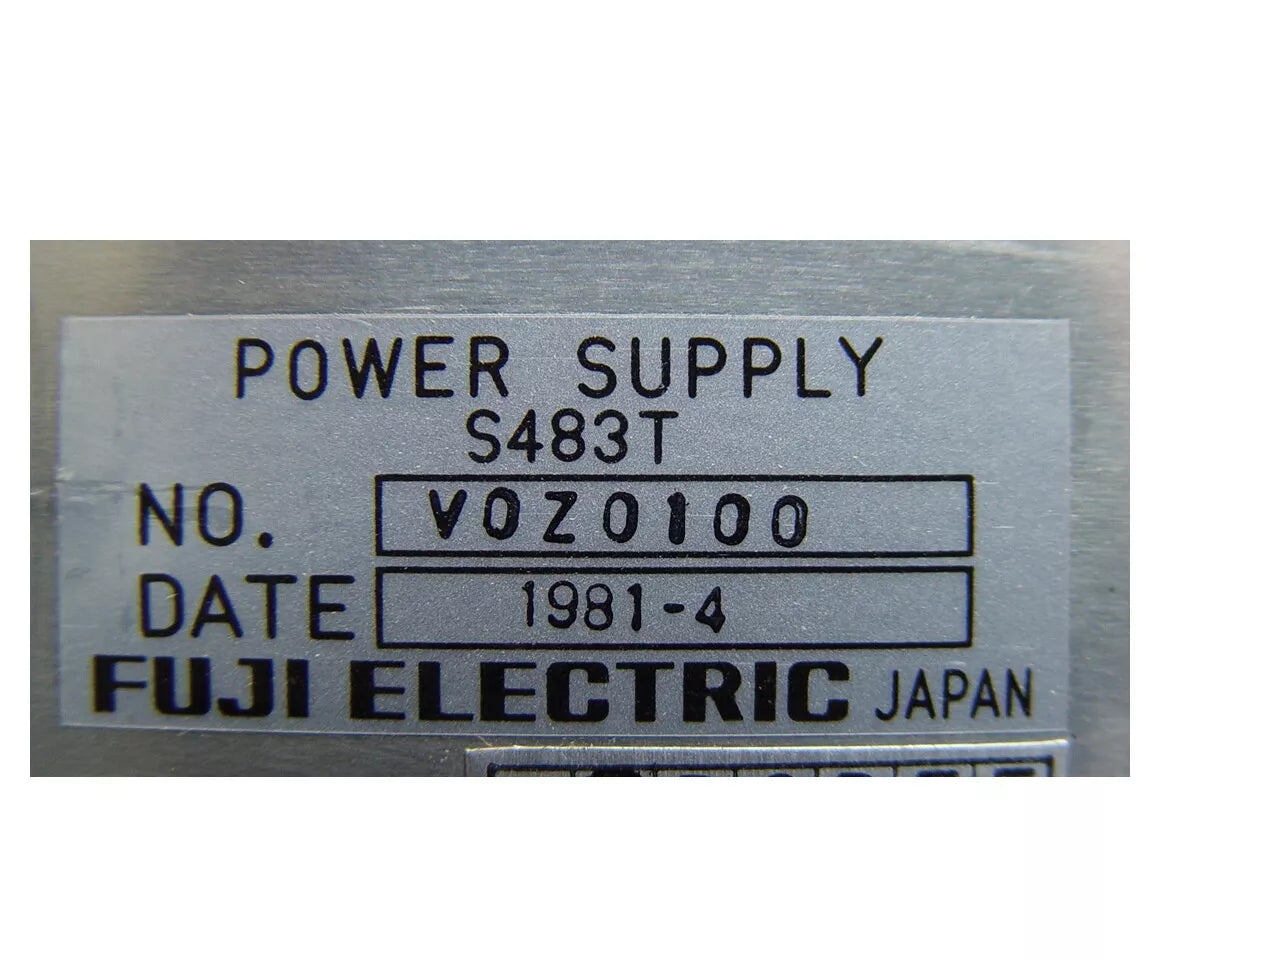 POWER SUPPLY
S483T
NO. V0Z0100
DATE 1981-4
FUJI ELECTRIC JAPAN